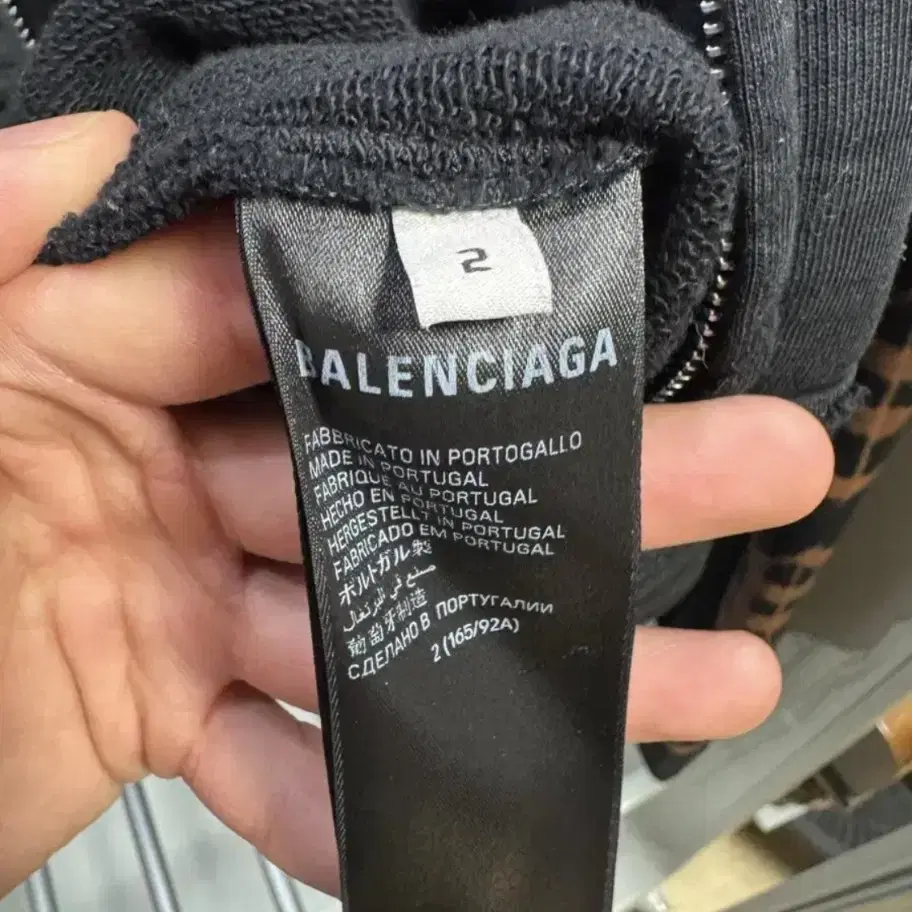 2
BALENCIAGA
FABBRICATO IN PORTOGALLO
MADE IN PORTUGAL
FABRIQUE AU PORTUGAL
HECHO EN PORTUGAL
HERGESTELLT IN PORTUGAL
FABRICADO EM PORTUGAL
ポルトガル製
صنع في البرتغال
葡萄牙制造
СДЕЛАНО В ПОРТУГАЛИИ
2 (165/92A)